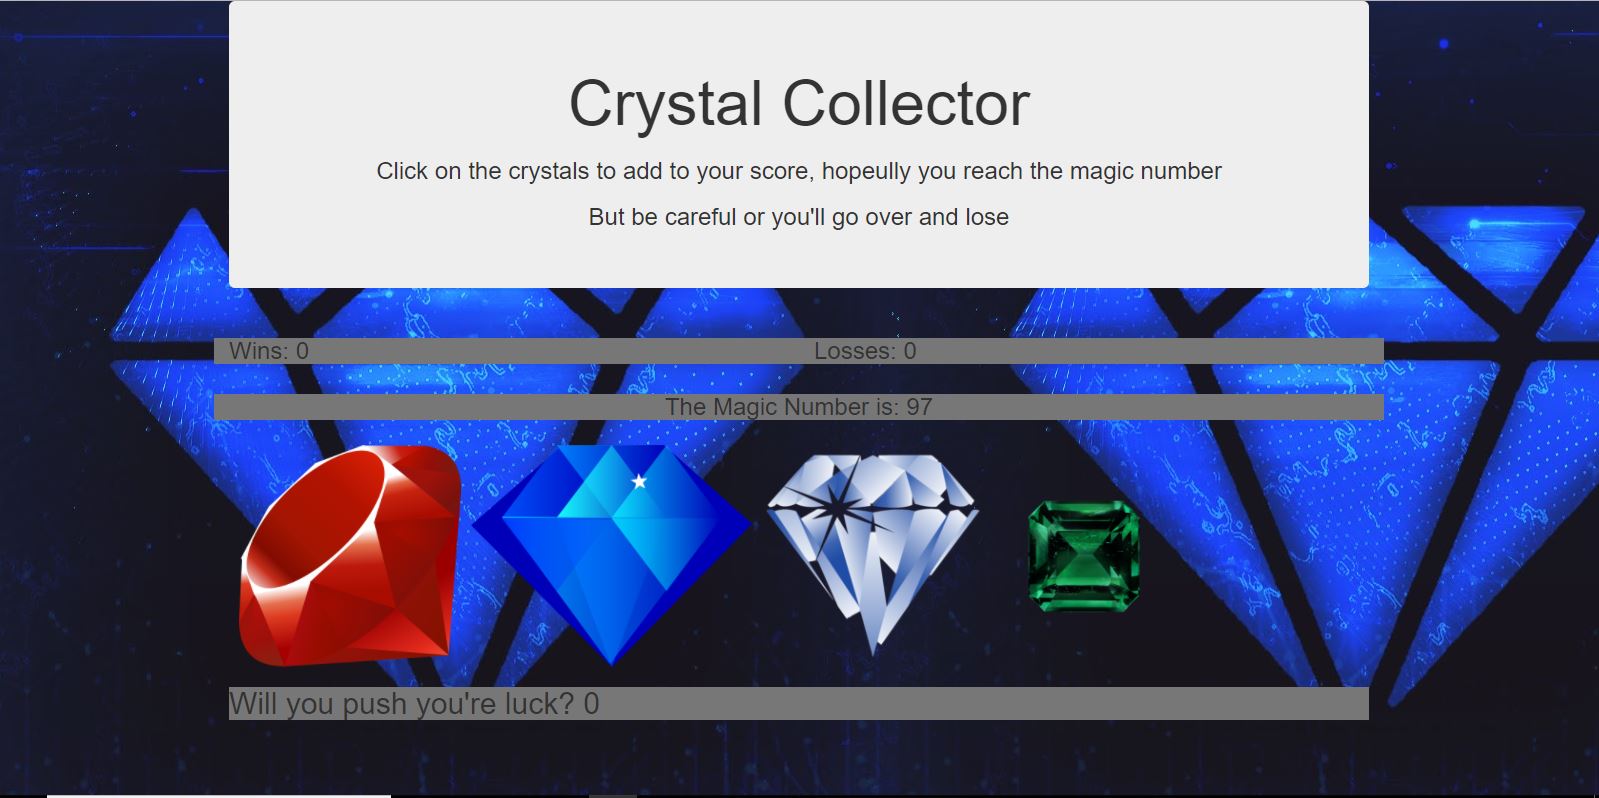 Crystal Collector
Click on the crystals to add to your score, hopeully you reach the magic number
But be careful or you'll go over and lose
Wins: 0 Losses: 0
The Magic Number is: 97
Will you push you're luck? 0